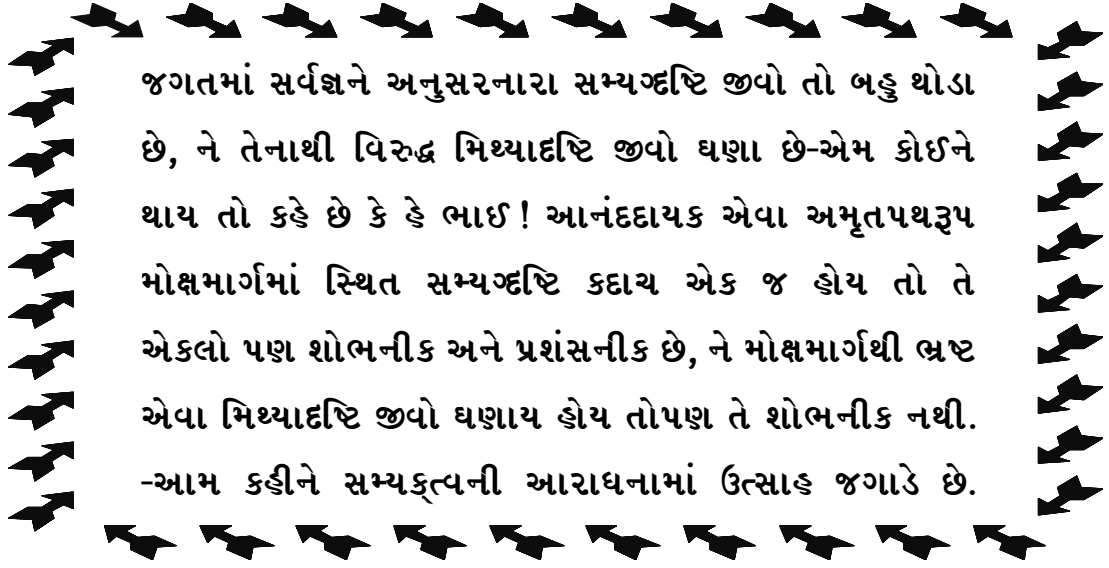 જગતમાં સર્વજ્ઞને અનુસરનારા સમ્યગ્દષ્ટિ જીવો તો બહુ થોડા
છે, ને તેનાથી વિરુદ્ધ મિથ્યાદષ્ટિ જીવો ઘણા છે-એમ કોઈને
થાય તો કહે છે કે હે ભાઈ ! આનંદદાયક એવા અમૃતપથરૂપ
મોક્ષમાર્ગમાં સ્થિત સમ્યગ્દષ્ટિ કદાચ એક જ હોય તો તે
એકલો પણ શોભનીક અને પ્રશંસનીક છે, ને મોક્ષમાર્ગથી ભ્રષ્ટ
એવા મિથ્યાદષ્ટિ જીવો ઘણાય હોય તોપણ તે શોભનીક નથી.
-આમ કહીને સમ્યક્ત્વની આરાધનામાં ઉત્સાહ જગાડે છે.